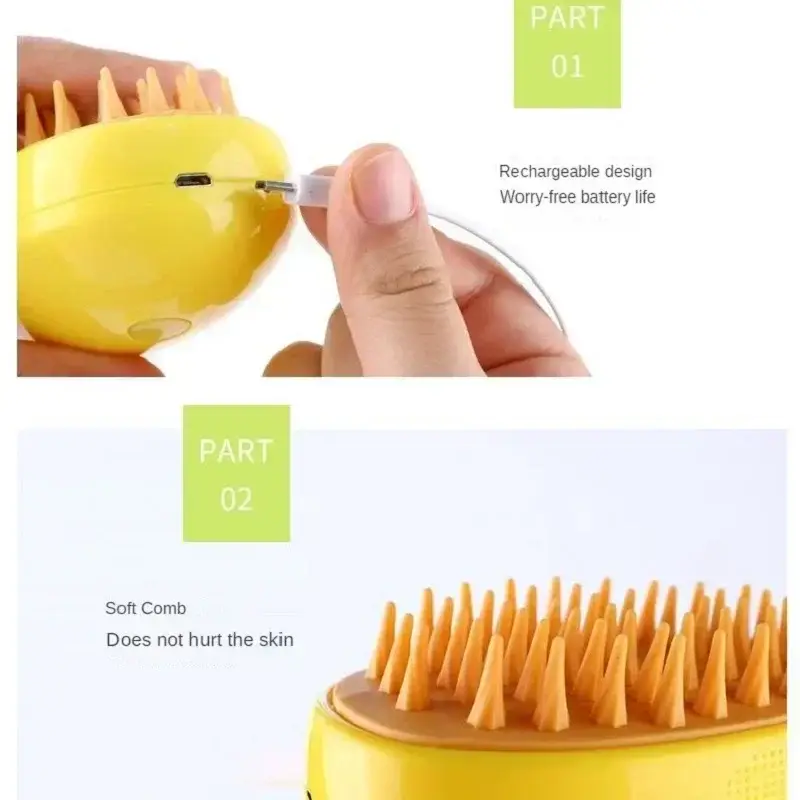 PART
01
Rechargeable design
Worry-free battery life
PART
02
Soft Comb
Does not hurt the skin